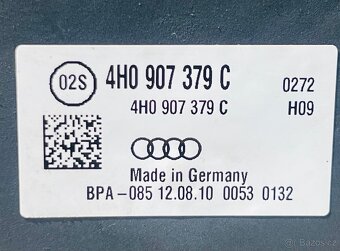 02S 4H0 907 379 C 0272
4H0 907 379 C H09
Made in Germany
BPA-085 12.08.10 0053 0132
Bazoš.cz